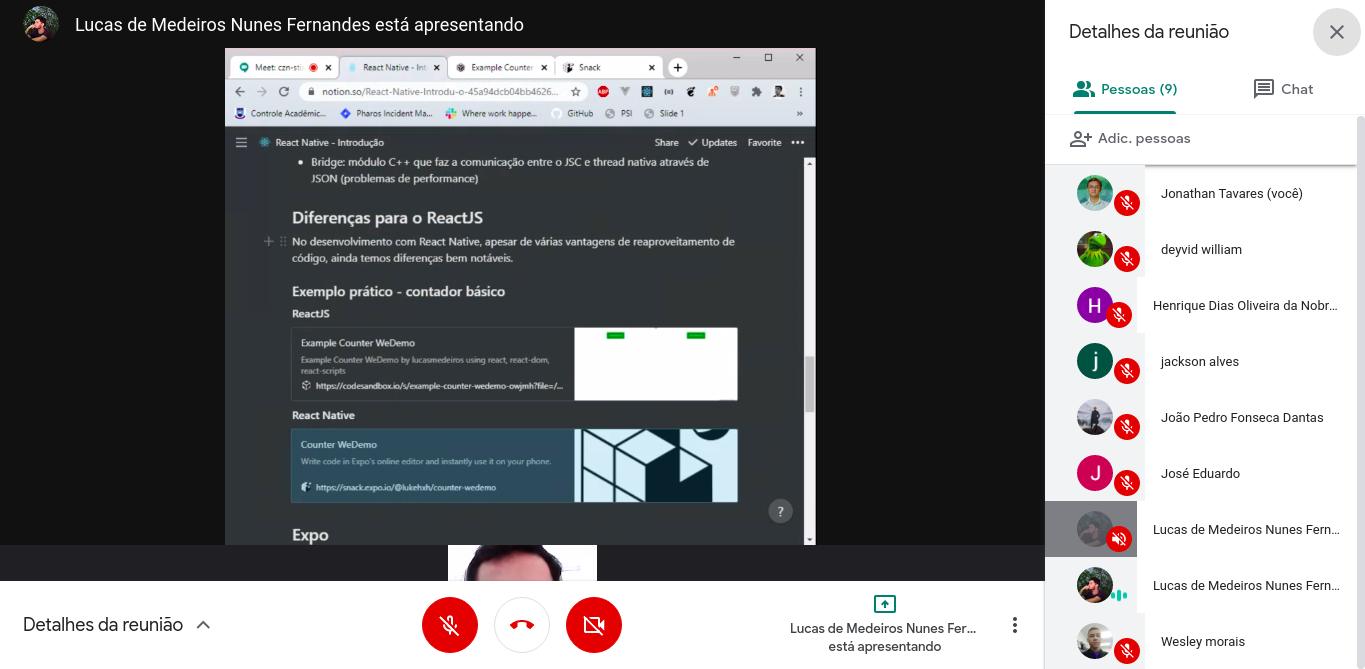 Lucas de Medeiros Nunes Fernandes está apresentando
Meet: czn-sti
React Native - Int
Example Counter
Snack
notion.so/React-Native-Introdu-o-45a94dcb04bb4626...
ABP
Controle Acadêmic...
Pharos Incident Ma...
Where work happe...
GitHub
PSI
Slide 1
»
React Native - Introdução
Share
Updates
Favorite
• Bridge: módulo C++ que faz a comunicação entre o JSC e thread nativa através de
JSON (problemas de performance)
Diferenças para o ReactJS
No desenvolvimento com React Native, apesar de várias vantagens de reaproveitamento de
código, ainda temos diferenças bem notáveis.
Exemplo prático - contador básico
ReactJS
Example Counter WeDemo
Example Counter WeDemo by lucasmedeiros using react, react-dom,
react-scripts
https://codesandbox.io/s/example-counter-wedemo-owjmh?file=/...
React Native
Counter WeDemo
Write code in Expo's online editor and instantly use it on your phone.
https://snack.expo.io/@lukehxh/counter-wedemo
?
Expo
Detalhes da reunião
Lucas de Medeiros Nunes Fer...
está apresentando
Detalhes da reunião
Pessoas (9)
Chat
Adic. pessoas
Jonathan Tavares (você)
deyvid william
H
Henrique Dias Oliveira da Nobr...
j
jackson alves
João Pedro Fonseca Dantas
J
José Eduardo
Lucas de Medeiros Nunes Fern...
Lucas de Medeiros Nunes Fern...
Wesley morais